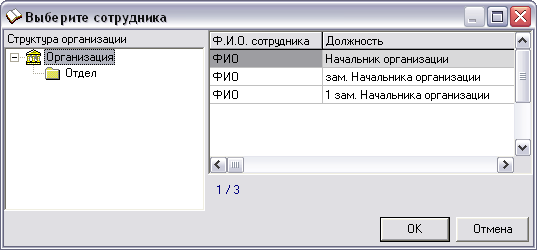 Выберите сотрудника
Структура организации
Организация
Отдел
Ф.И.О. сотрудника Должность
ФИО Начальник организации
ФИО зам. Начальника организации
ФИО 1 зам. Начальника организации
1 / 3
OK Отмена